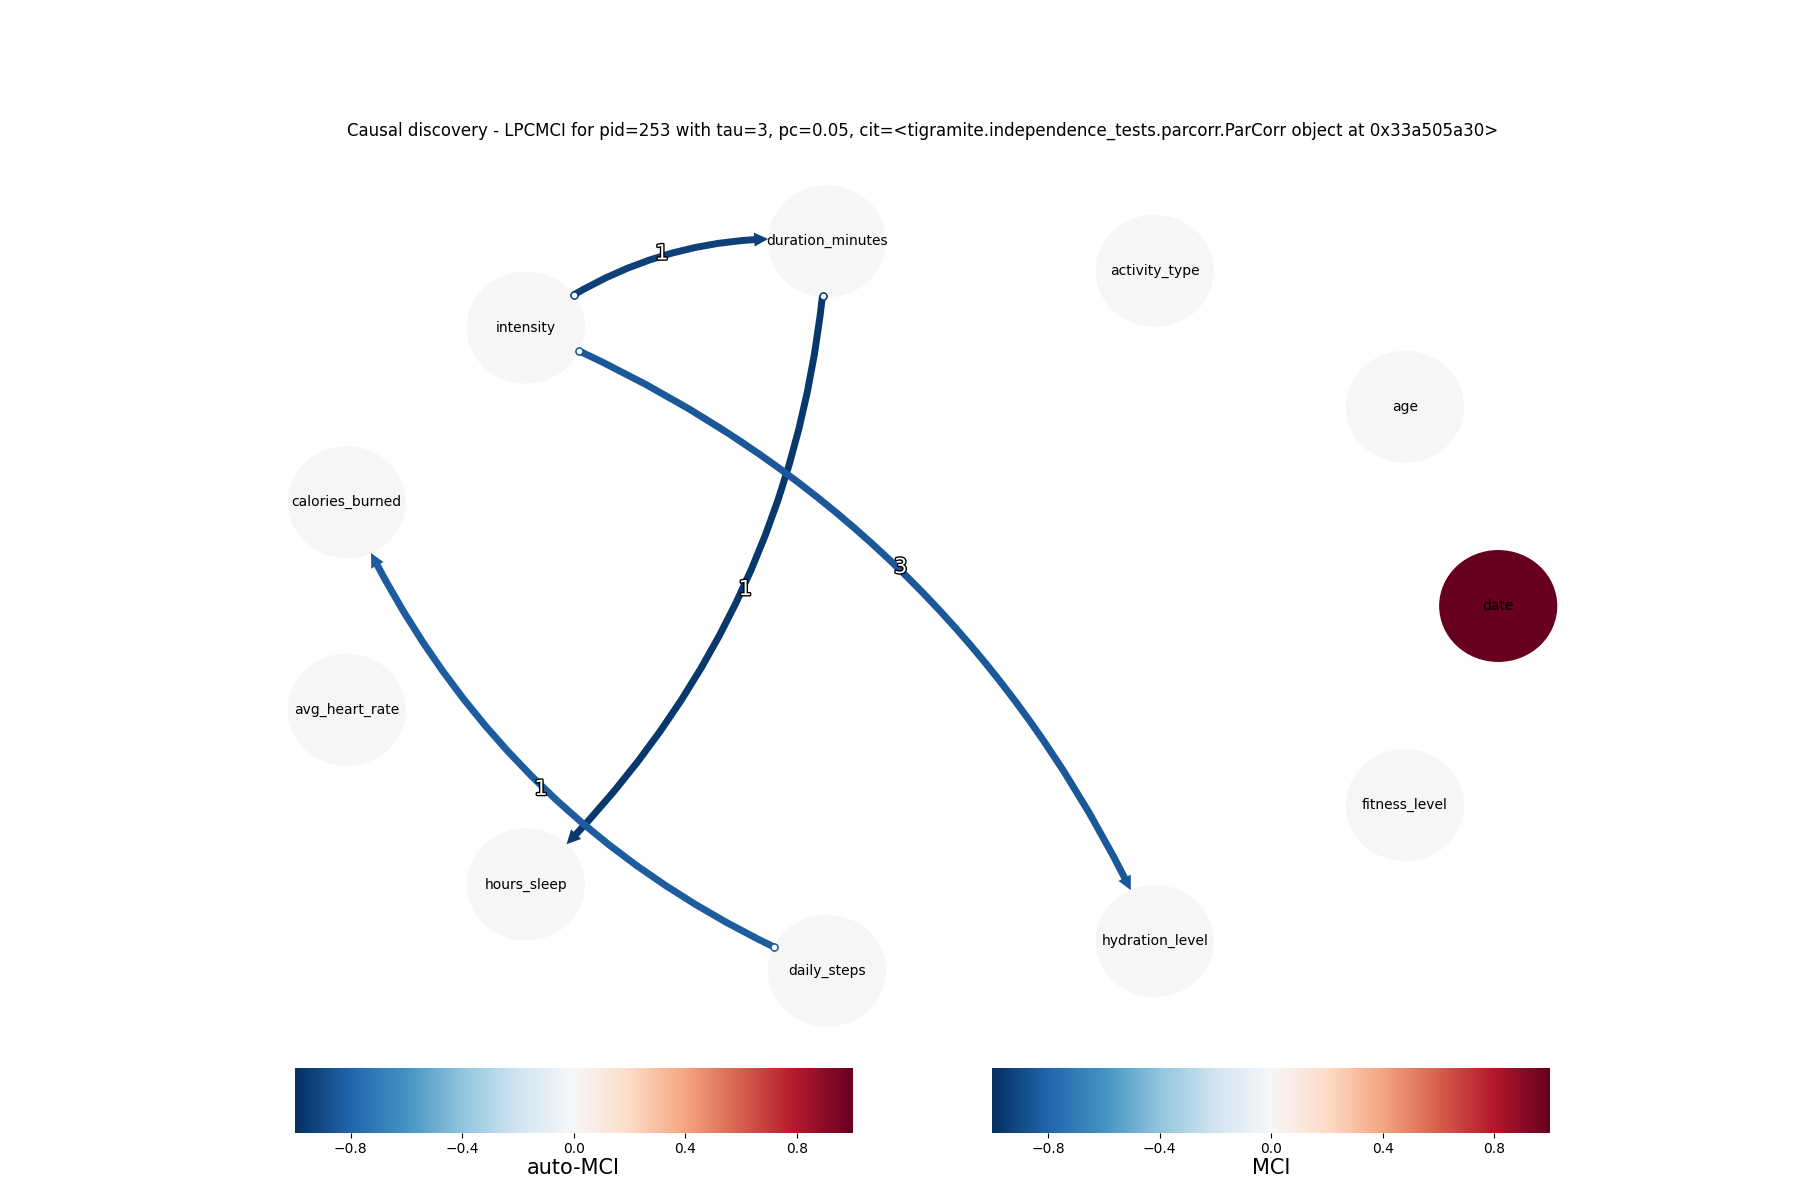 Causal discovery - LPCMCI for pid=253 with tau=3, pc=0.05, cit=<tigramite.independence_tests.parcorr.ParCorr object at 0x33a505a30>
duration_minutes
1
activity_type
intensity
age
calories_burned
3
1
date
avg_heart_rate
1
fitness_level
hours_sleep
hydration_level
daily_steps
−0.8 −0.4 0.0 0.4 0.8
auto-MCI
−0.8 −0.4 0.0 0.4 0.8
MCI